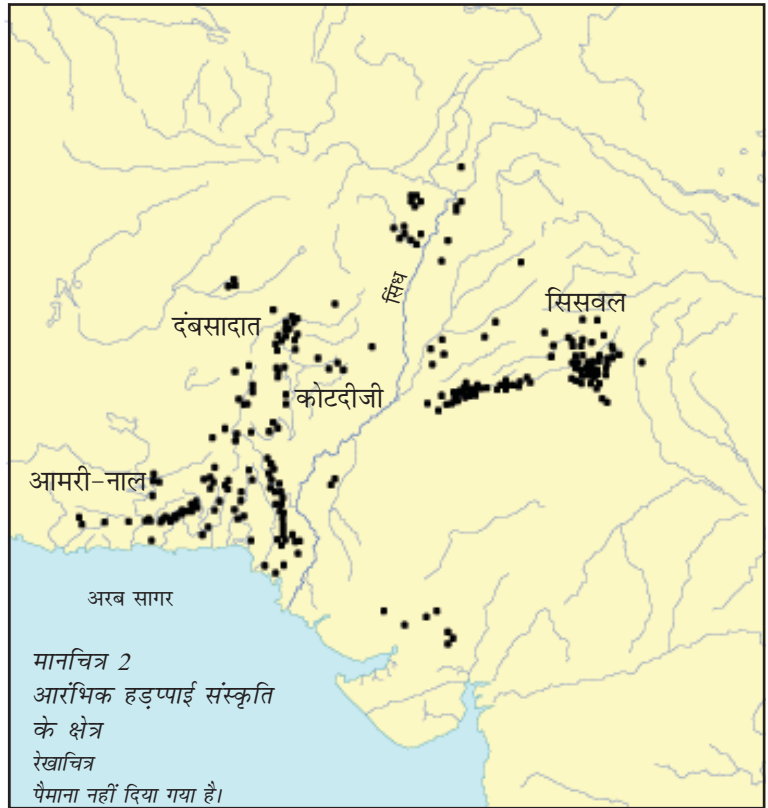 सिंध
सिसवल
दंबसादात
कोटदीजी
आमरी-नाल
अरब सागर
मानचित्र 2
आरंभिक हड़प्पाई संस्कृति
के क्षेत्र
रेखाचित्र
पैमाना नहीं दिया गया है।